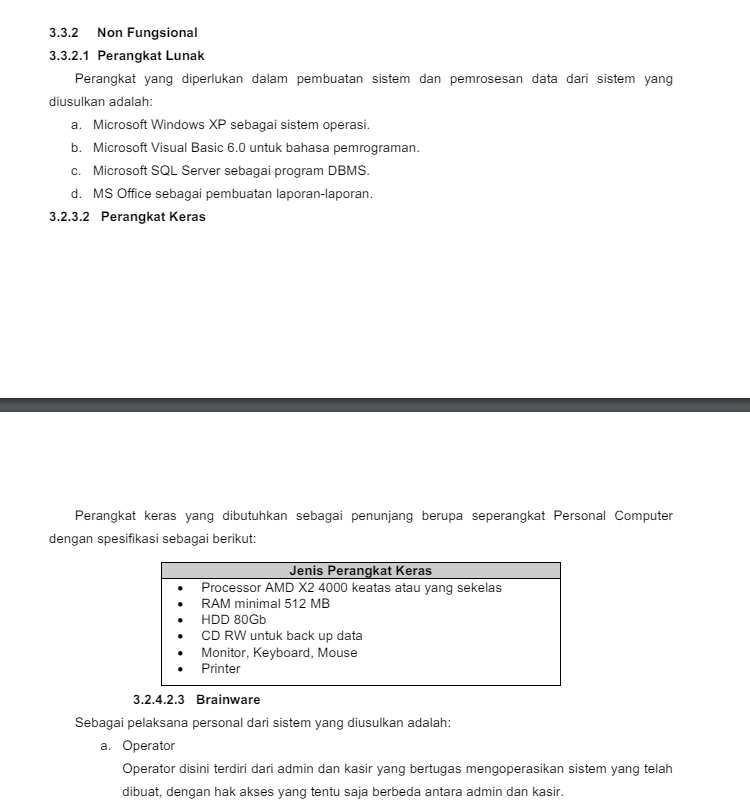 3.3.2 Non Fungsional
3.3.2.1 Perangkat Lunak
Perangkat yang diperlukan dalam pembuatan sistem dan pemrosesan data dari sistem yang
diusulkan adalah:
a. Microsoft Windows XP sebagai sistem operasi.
b. Microsoft Visual Basic 6.0 untuk bahasa pemrograman.
c. Microsoft SQL Server sebagai program DBMS.
d. MS Office sebagai pembuatan laporan-laporan.
3.2.3.2 Perangkat Keras
Perangkat keras yang dibutuhkan sebagai penunjang berupa seperangkat Personal Computer
dengan spesifikasi sebagai berikut:
Jenis Perangkat Keras
• Processor AMD X2 4000 keatas atau yang sekelas
• RAM minimal 512 MB
• HDD 80Gb
• CD RW untuk back up data
• Monitor, Keyboard, Mouse
• Printer
3.2.4.2.3 Brainware
Sebagai pelaksana personal dari sistem yang diusulkan adalah:
a. Operator
Operator disini terdiri dari admin dan kasir yang bertugas mengoperasikan sistem yang telah
dibuat, dengan hak akses yang tentu saja berbeda antara admin dan kasir.